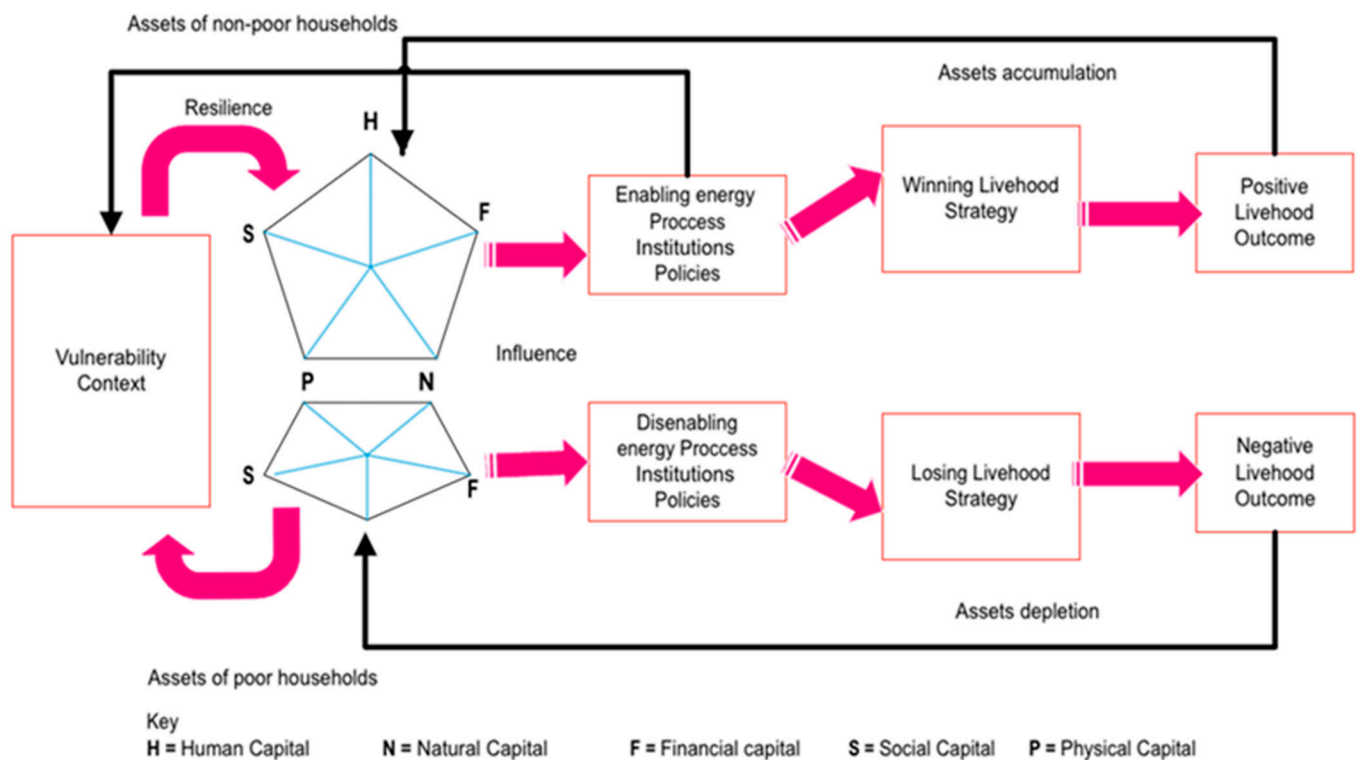 Assets of non-poor households
Assets accumulation
Resilience
H
S
F
P
N
Enabling energy
Proccess
Institutions
Policies
Winning Livehood
Strategy
Positive
Livehood
Outcome
Vulnerability
Context
Influence
S
F
Disenabling
energy Proccess
Institutions
Policies
Losing Livehood
Strategy
Negative
Livehood
Outcome
Assets depletion
Assets of poor households
Key
H = Human Capital N = Natural Capital F = Financial capital S = Social Capital P = Physical Capital